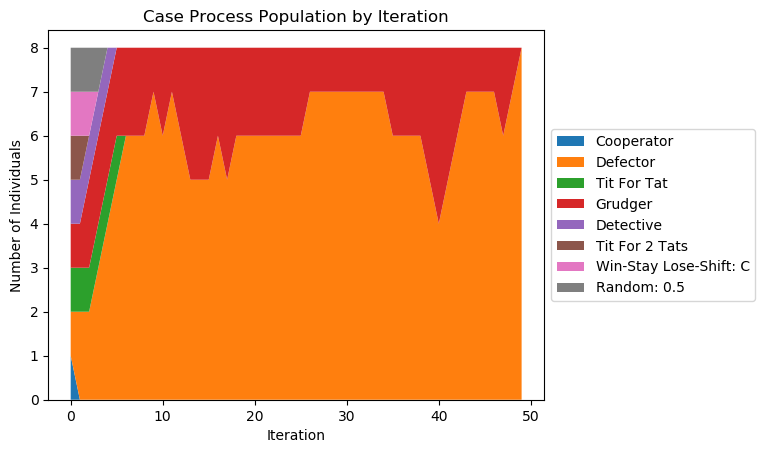 Case Process Population by Iteration
Number of Individuals
8
7
6
5
4
3
2
1
0
0 10 20 30 40 50
Iteration
Cooperator
Defector
Tit For Tat
Grudger
Detective
Tit For 2 Tats
Win-Stay Lose-Shift: C
Random: 0.5